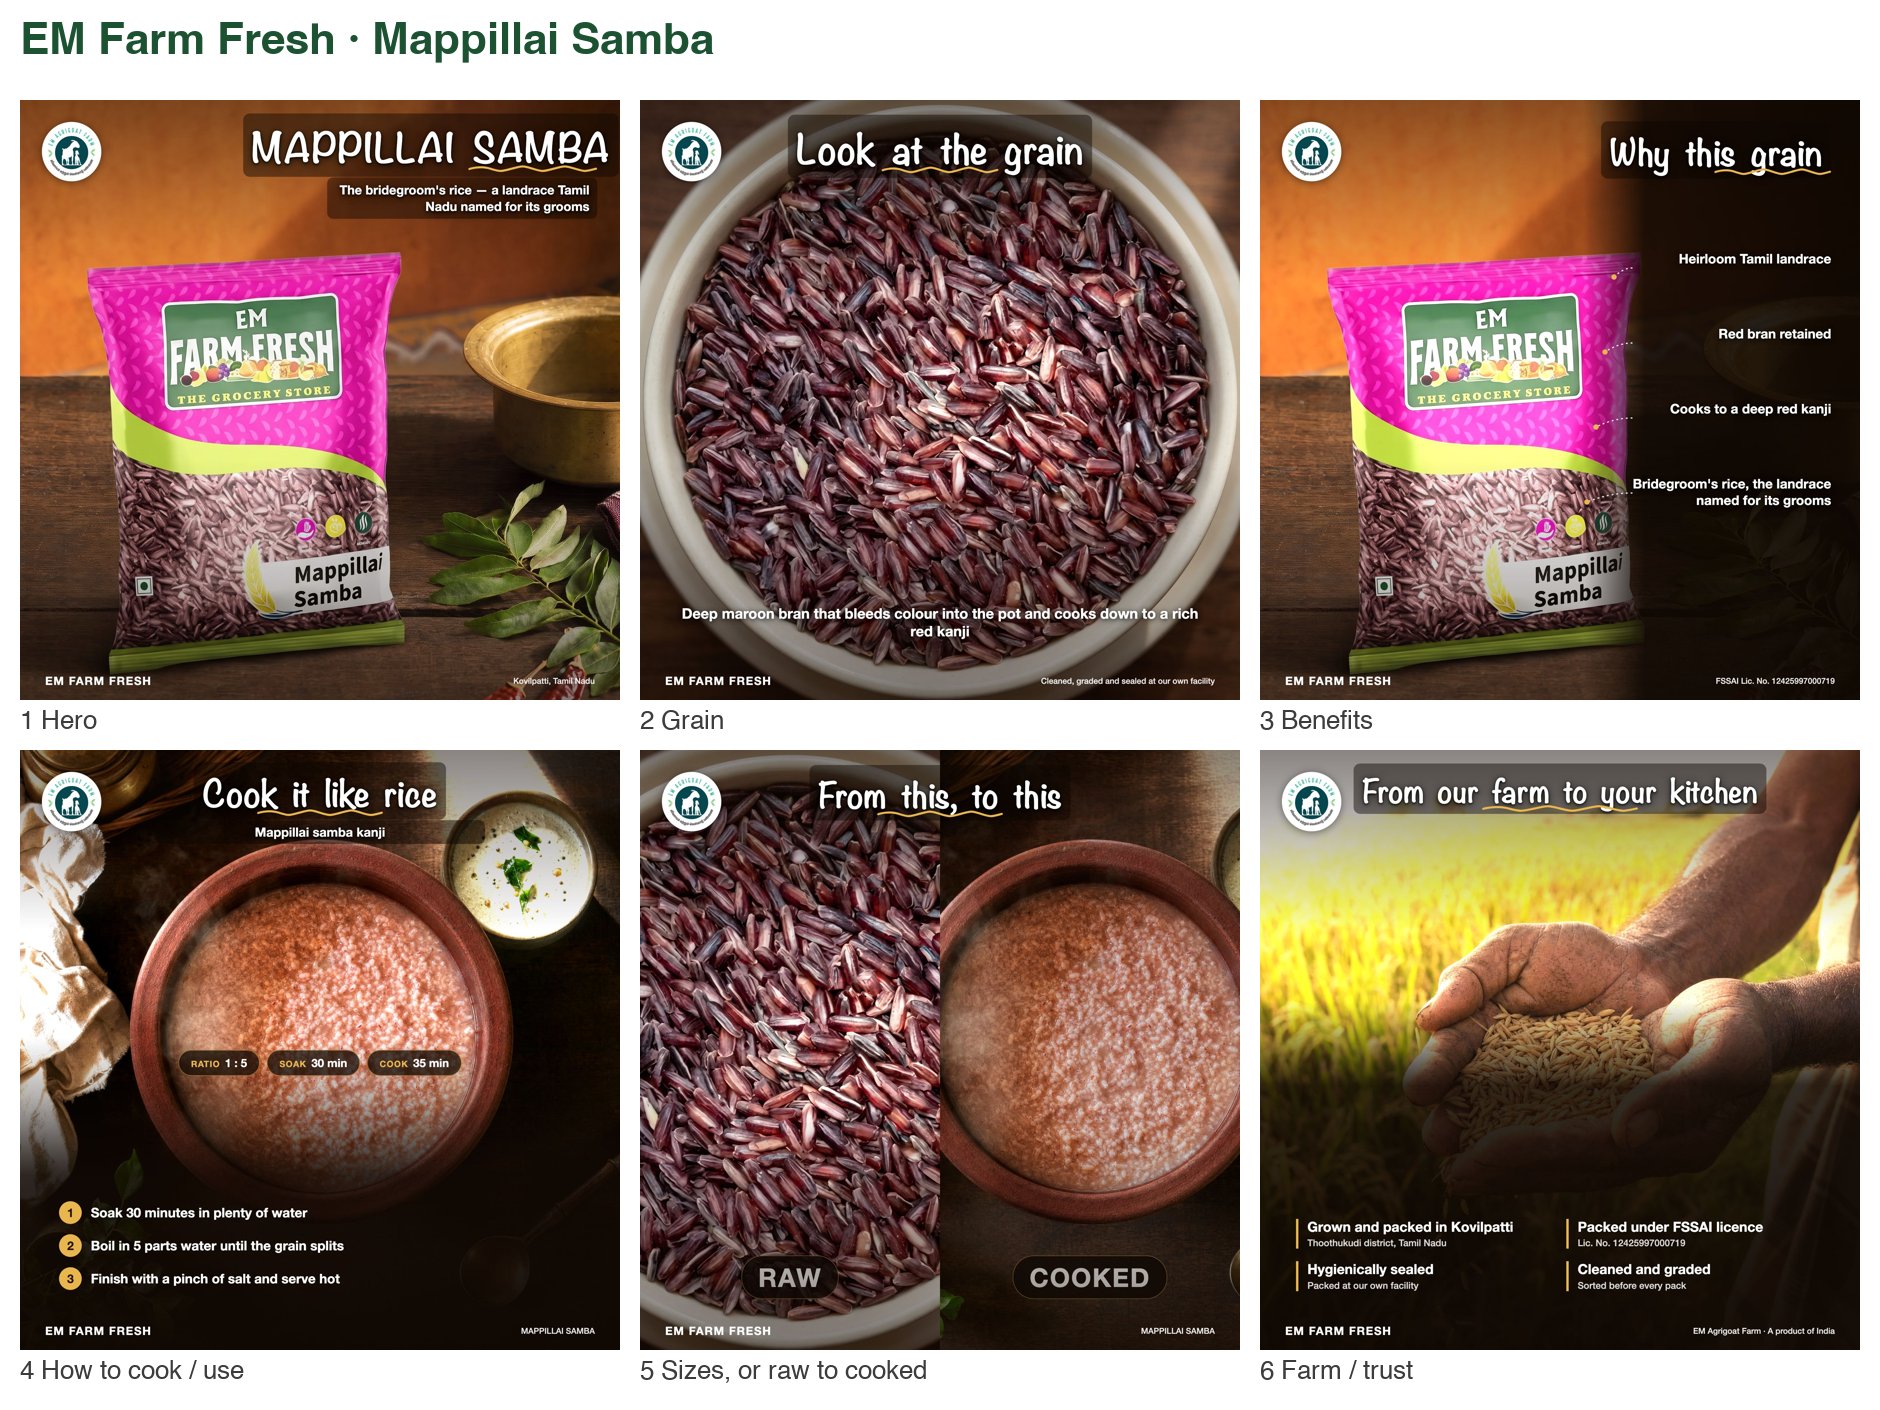 EM Farm Fresh · Mappillai Samba
MAPPILLAI SAMBA
The bridegroom's rice — a landrace Tamil
Nadu named for its grooms
EM
FARM FRESH
THE GROCERY STORE
Mappillai
Samba
EM FARM FRESH
Kovilpatti, Tamil Nadu
1 Hero
Look at the grain
Deep maroon bran that bleeds colour into the pot and cooks down to a rich
red kanji
EM FARM FRESH
Cleaned, graded and sealed at our own facility
2 Grain
Why this grain
Heirloom Tamil landrace
Red bran retained
Cooks to a deep red kanji
Bridegroom's rice, the landrace
named for its grooms
EM
FARM FRESH
THE GROCERY STORE
Mappillai
Samba
EM FARM FRESH
FSSAI Lic. No. 12425997000719
3 Benefits
Cook it like rice
Mappillai samba kanji
RATIO 1 : 5
SOAK 30 min
COOK 35 min
1 Soak 30 minutes in plenty of water
2 Boil in 5 parts water until the grain splits
3 Finish with a pinch of salt and serve hot
EM FARM FRESH
MAPPILLAI SAMBA
4 How to cook / use
From this, to this
RAW
COOKED
EM FARM FRESH
MAPPILLAI SAMBA
5 Sizes, or raw to cooked
From our farm to your kitchen
Grown and packed in Kovilpatti
Thoothukudi district, Tamil Nadu
Packed under FSSAI licence
Lic. No. 12425997000719
Hygienically sealed
Packed at our own facility
Cleaned and graded
Sorted before every pack
EM FARM FRESH
EM Agrigoat Farm · A product of India
6 Farm / trust